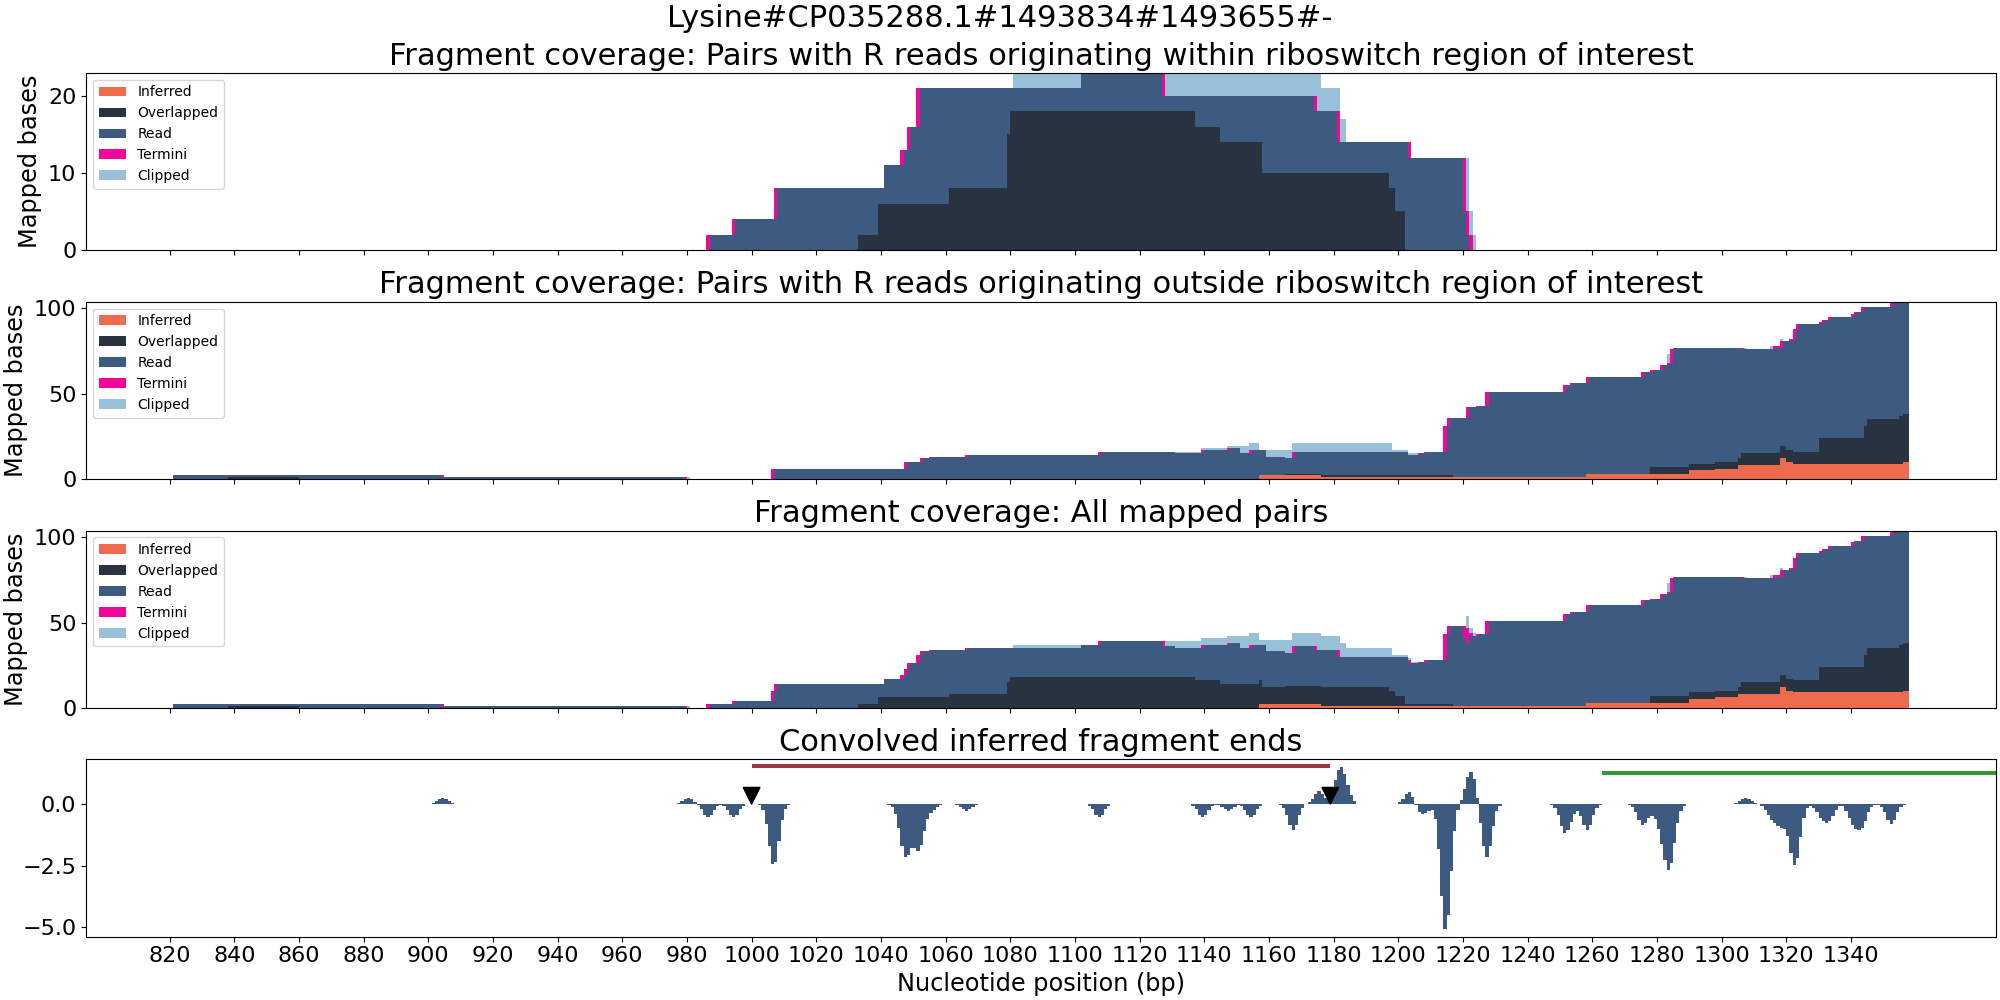 Lysine#CP035288.1#1493834#1493655#-
Fragment coverage: Pairs with R reads originating within riboswitch region of interest
Mapped bases
20
10
0
Inferred
Overlapped
Read
Termini
Clipped
Fragment coverage: Pairs with R reads originating outside riboswitch region of interest
Mapped bases
100
50
0
Inferred
Overlapped
Read
Termini
Clipped
Fragment coverage: All mapped pairs
Mapped bases
100
50
0
Inferred
Overlapped
Read
Termini
Clipped
Convolved inferred fragment ends
0.0
−2.5
−5.0
820 840 860 880 900 920 940 960 980 1000 1020 1040 1060 1080 1100 1120 1140 1160 1180 1200 1220 1240 1260 1280 1300 1320 1340
Nucleotide position (bp)